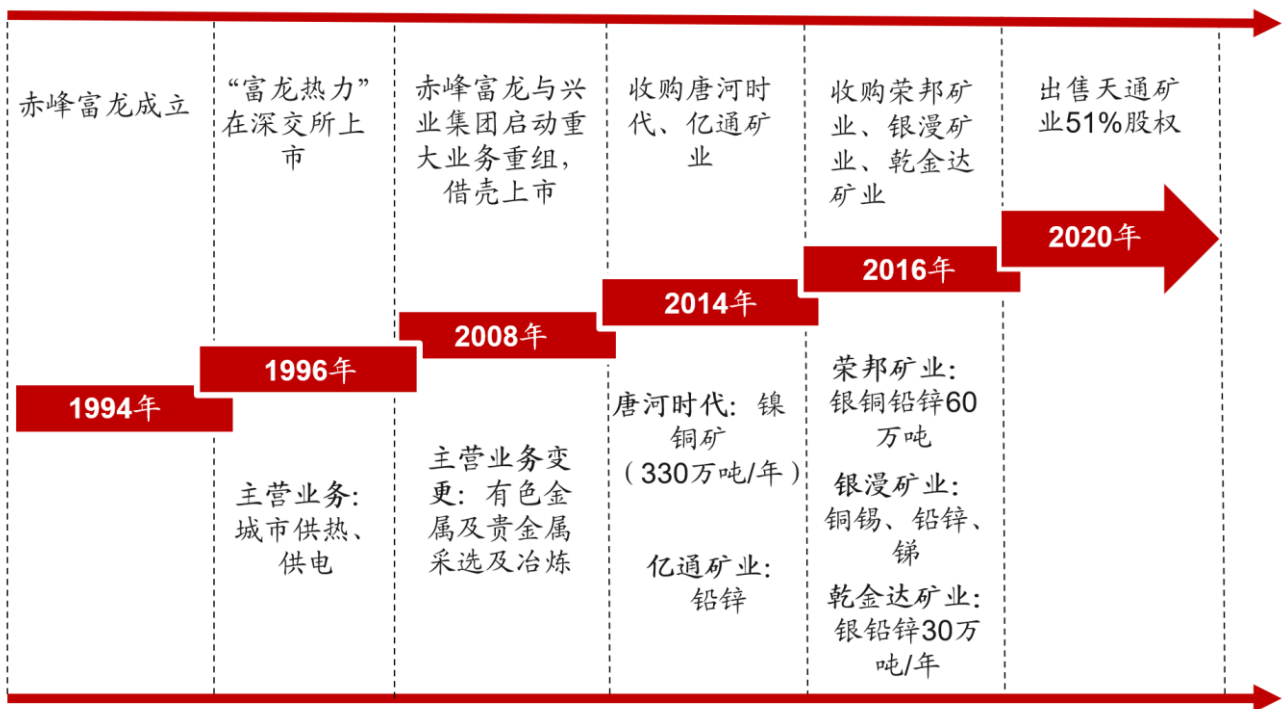 赤峰富龙成立
“富龙热力”
在深交所上
市
赤峰富龙与兴
业集团启动重
大业务重组，
借壳上市
收购唐河时
代、亿通矿
业
收购荣邦矿
业、银漫矿
业、乾金达
矿业
出售天通矿
业51%股权
1994年
1996年
2008年
2014年
2016年
2020年
主营业务：
城市供热、
供电
主营业务变
更：有色金
属及贵金属
采选及冶炼
唐河时代：镍
铜矿
（330万吨/年）
亿通矿业：
铅锌
荣邦矿业：
银铜铅锌60
万吨
银漫矿业：
铜锡、铅锌、
锑
乾金达矿业：
银铅锌30万
吨/年